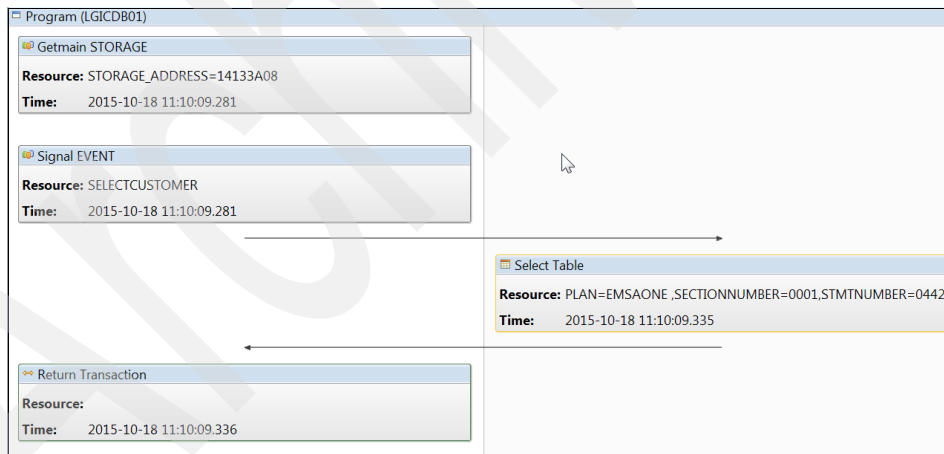 Program (LGICDB01)
Getmain STORAGE
Resource: STORAGE_ADDRESS=14133A08
Time: 2015-10-18 11:10:09.281
Signal EVENT
Resource: SELECTCUSTOMER
Time: 2015-10-18 11:10:09.281
Select Table
Resource: PLAN=EMSAONE ,SECTIONNUMBER=0001,STMTNUMBER=0442
Time: 2015-10-18 11:10:09.335
Return Transaction
Resource:
Time: 2015-10-18 11:10:09.336